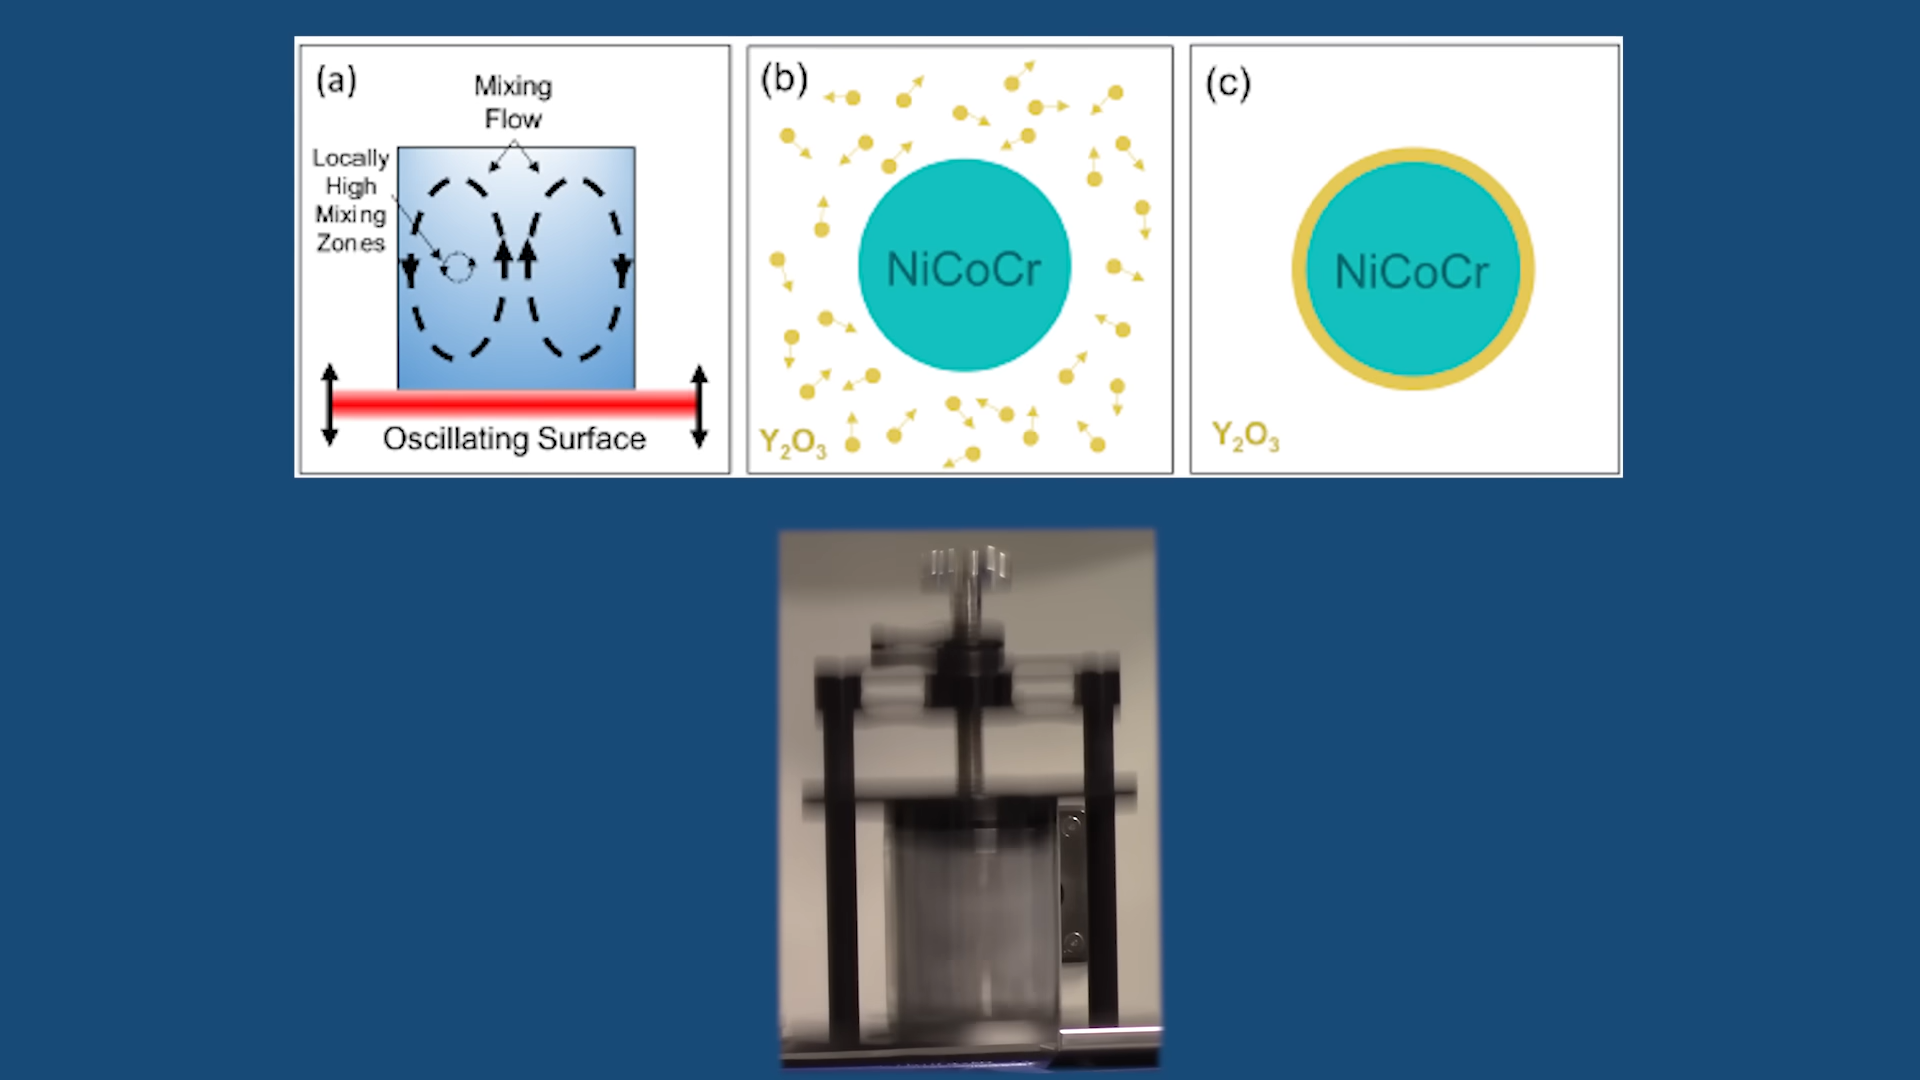 (a)
Mixing
Flow
Locally
High
Mixing
Zones
Oscillating Surface
(b)
NiCoCr
Y₂O₃
(c)
NiCoCr
Y₂O₃